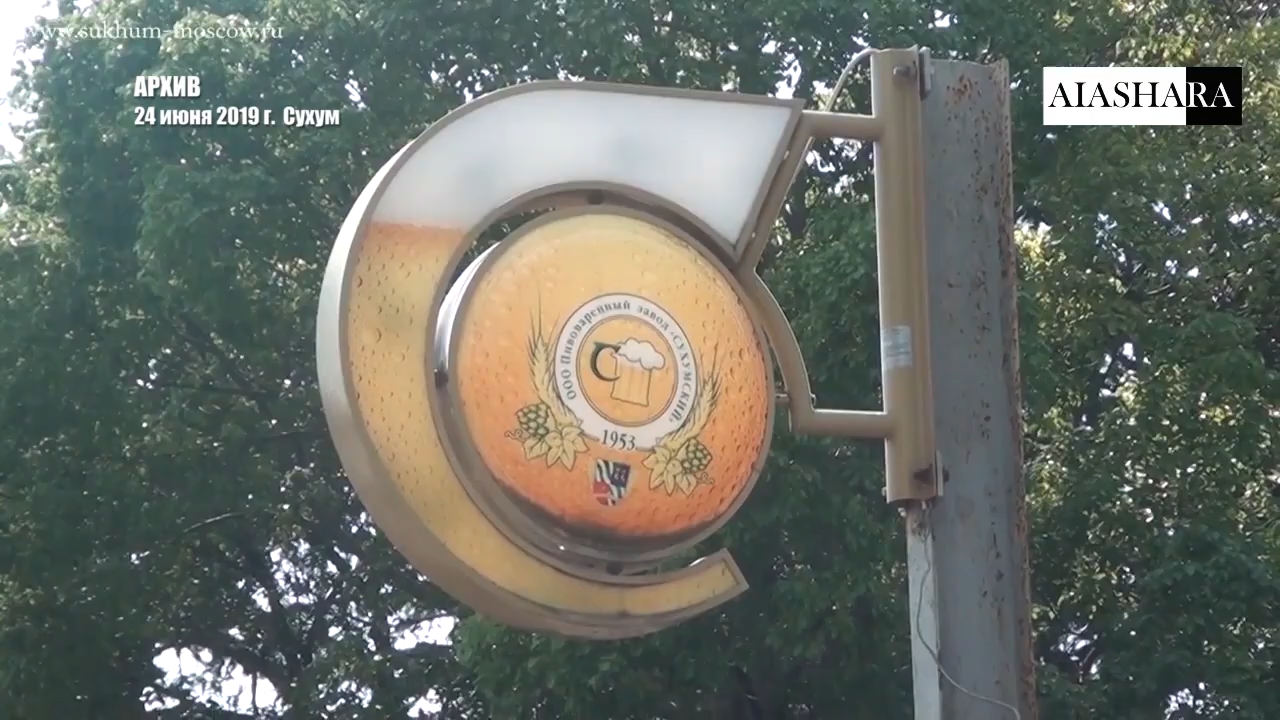 www.sukhum-moscow.ru
АРХИВ
24 июня 2019 г. Сухум
AIASHARA
ООО Пивоваренный завод «СУХУМСКИЙ»
С
1953